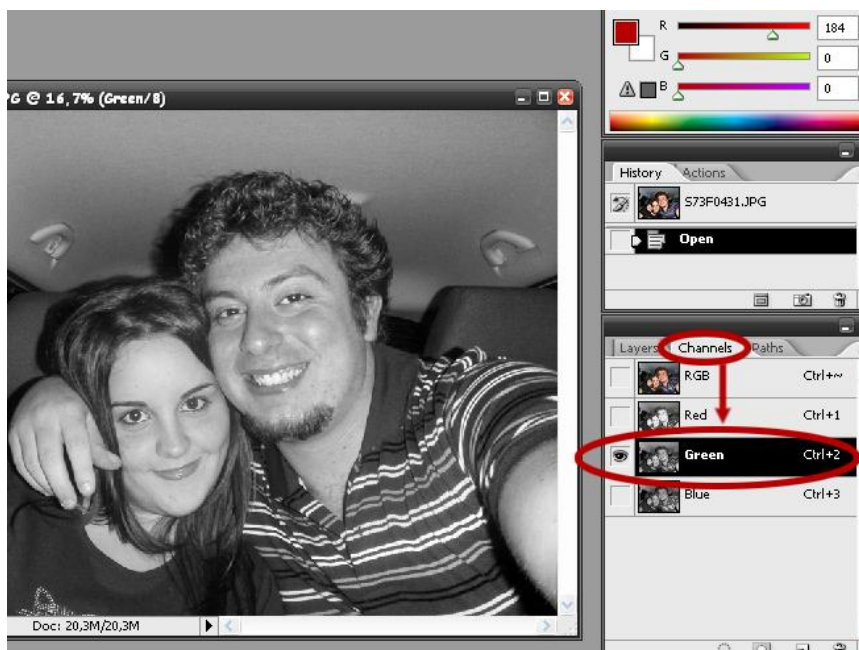 R 184
G 0
B 0
PG @ 16,7% (Green/8)
History Actions
S73F0431.JPG
Open
Layers Channels Paths
RGB Ctrl+~
Red Ctrl+1
Green Ctrl+2
Blue Ctrl+3
Doc: 20,3M/20,3M